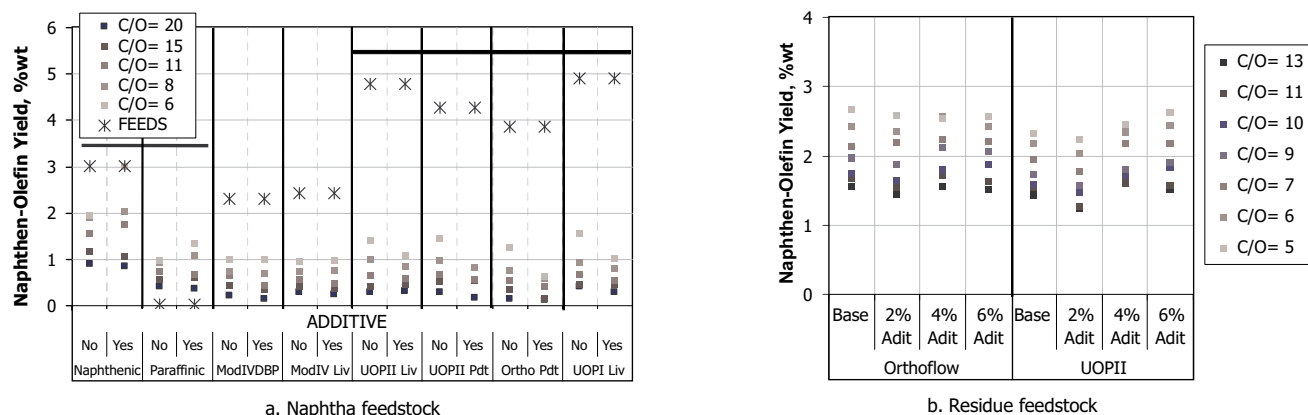 Naphthen-Olefin Yield, %wt
6
5
4
3
2
1
0
C/O= 20
C/O= 15
C/O= 11
C/O= 8
C/O= 6
FEEDS
ADDITIVE
No Yes No Yes No Yes No Yes No Yes No Yes No Yes No Yes
Naphthenic Paraffinic ModIVDBP ModIV Liv UOPII Liv UOPII Pdt Ortho Pdt UOPI Liv
a. Naphtha feedstock
Naphthen-Olefin Yield, %wt
4
3
2
1
0
Base 2% 4% 6% Base 2% 4% 6%
Adit Adit Adit Adit Adit Adit
Orthoflow UOPII
C/O= 13
C/O= 11
C/O= 10
C/O= 9
C/O= 7
C/O= 6
C/O= 5
b. Residue feedstock